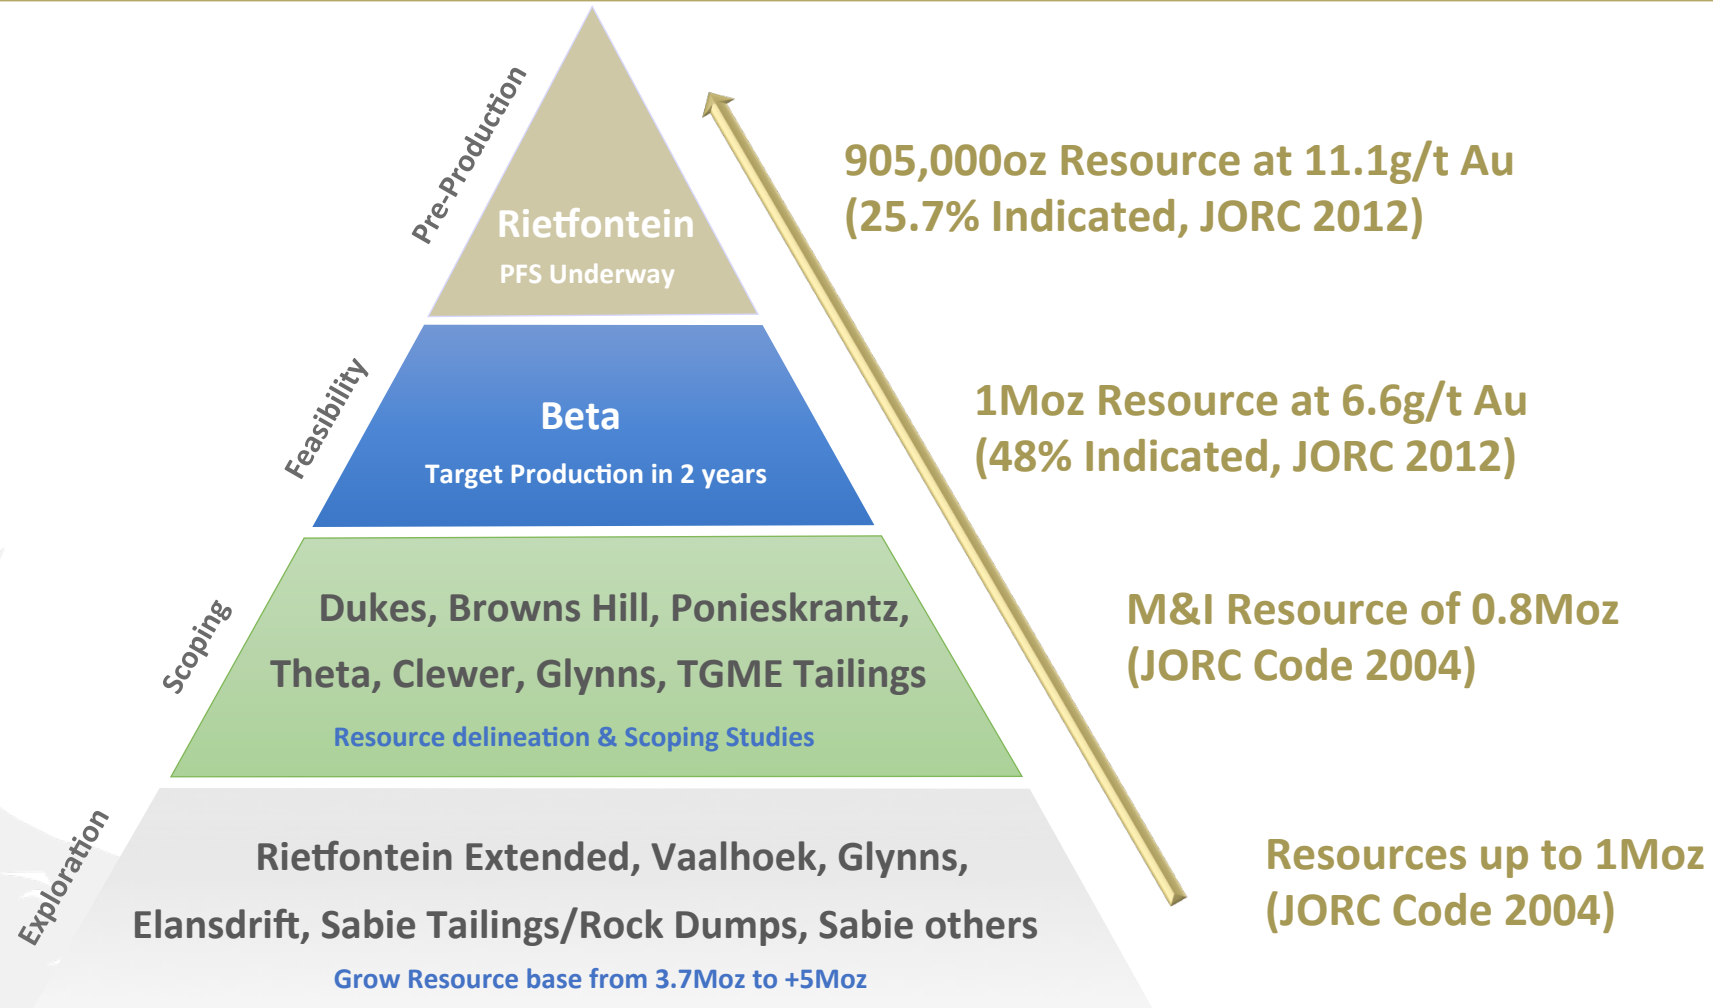 Pre-Production
Rietfontein
PFS Underway
905,000oz Resource at 11.1g/t Au
(25.7% Indicated, JORC 2012)
Feasibility
Beta
Target Production in 2 years
1Moz Resource at 6.6g/t Au
(48% Indicated, JORC 2012)
Scoping
Dukes, Browns Hill, Ponieskrantz,
Theta, Clewer, Glynns, TGME Tailings
Resource delineation & Scoping Studies
M&I Resource of 0.8Moz
(JORC Code 2004)
Exploration
Rietfontein Extended, Vaalhoek, Glynns,
Elansdrift, Sabie Tailings/Rock Dumps, Sabie others
Grow Resource base from 3.7Moz to +5Moz
Resources up to 1Moz
(JORC Code 2004)